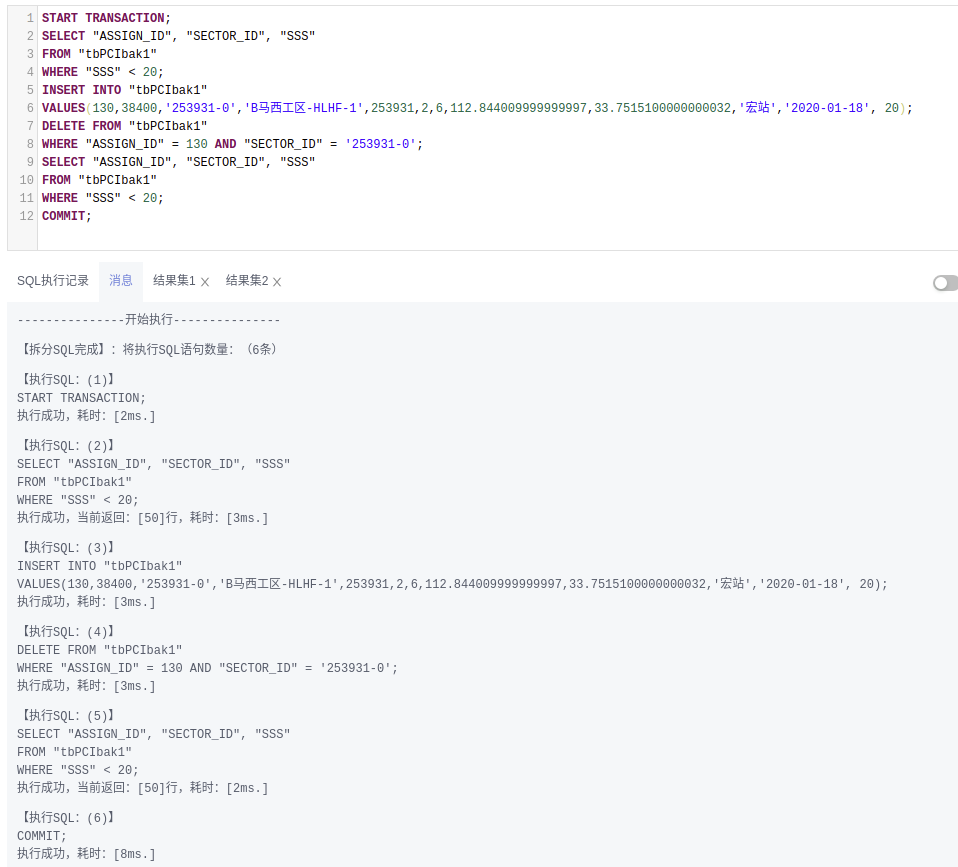 1 START TRANSACTION;
2 SELECT "ASSIGN_ID", "SECTOR_ID", "SSS"
3 FROM "tbPCIbak1"
4 WHERE "SSS" < 20;
5 INSERT INTO "tbPCIbak1"
6 VALUES(130,38400,'253931-0','B马西工区-HLHF-1',253931,2,6,112.844009999999997,33.7515100000000032,'宏站','2020-01-18', 20);
7 DELETE FROM "tbPCIbak1"
8 WHERE "ASSIGN_ID" = 130 AND "SECTOR_ID" = '253931-0';
9 SELECT "ASSIGN_ID", "SECTOR_ID", "SSS"
10 FROM "tbPCIbak1"
11 WHERE "SSS" < 20;
12 COMMIT;
SQL执行记录 消息 结果集1 X 结果集2 X
---------------开始执行---------------
【拆分SQL完成】：将执行SQL语句数量：（6条）
【执行SQL：(1)】
START TRANSACTION;
执行成功，耗时：[2ms.]
【执行SQL：(2)】
SELECT "ASSIGN_ID", "SECTOR_ID", "SSS"
FROM "tbPCIbak1"
WHERE "SSS" < 20;
执行成功，当前返回：[50]行，耗时：[3ms.]
【执行SQL：(3)】
INSERT INTO "tbPCIbak1"
VALUES(130,38400,'253931-0','B马西工区-HLHF-1',253931,2,6,112.844009999999997,33.7515100000000032,'宏站','2020-01-18', 20);
执行成功，耗时：[3ms.]
【执行SQL：(4)】
DELETE FROM "tbPCIbak1"
WHERE "ASSIGN_ID" = 130 AND "SECTOR_ID" = '253931-0';
执行成功，耗时：[3ms.]
【执行SQL：(5)】
SELECT "ASSIGN_ID", "SECTOR_ID", "SSS"
FROM "tbPCIbak1"
WHERE "SSS" < 20;
执行成功，当前返回：[50]行，耗时：[2ms.]
【执行SQL：(6)】
COMMIT;
执行成功，耗时：[8ms.]